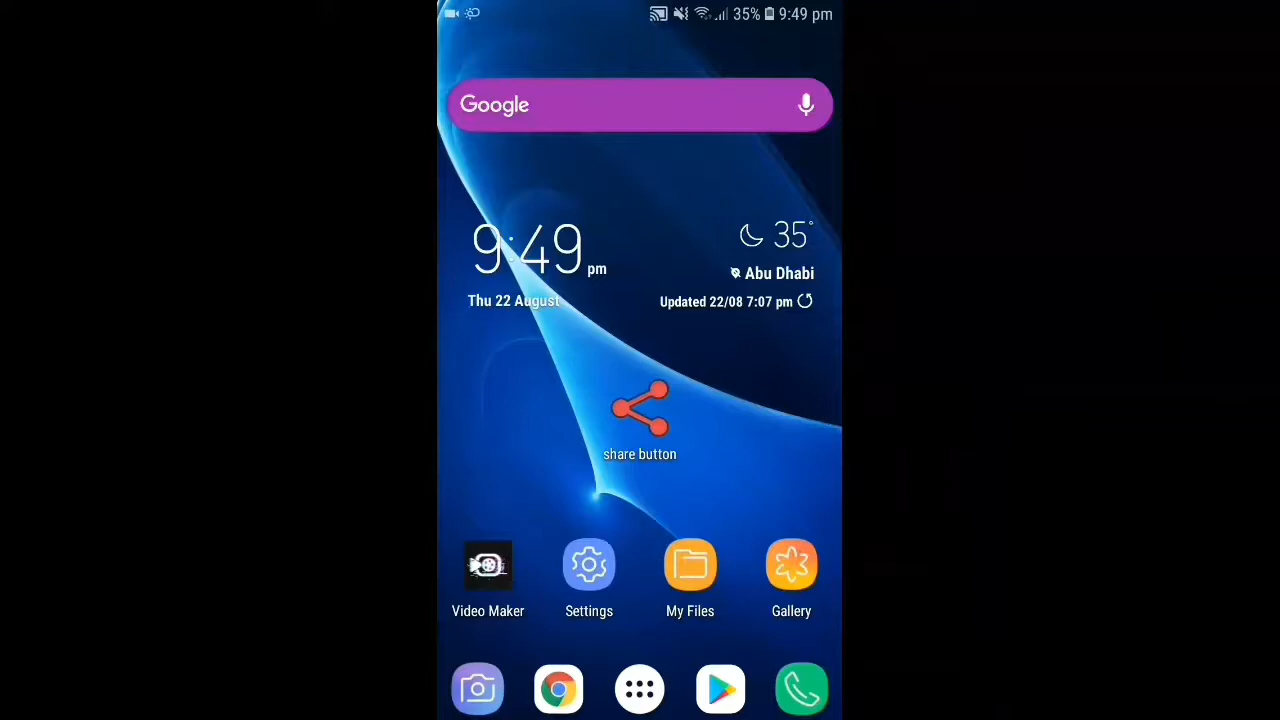 35% 9:49 pm
Google
9:49 pm
35°
Abu Dhabi
Thu 22 August
Updated 22/08 7:07 pm
share button
Video Maker
Settings
My Files
Gallery